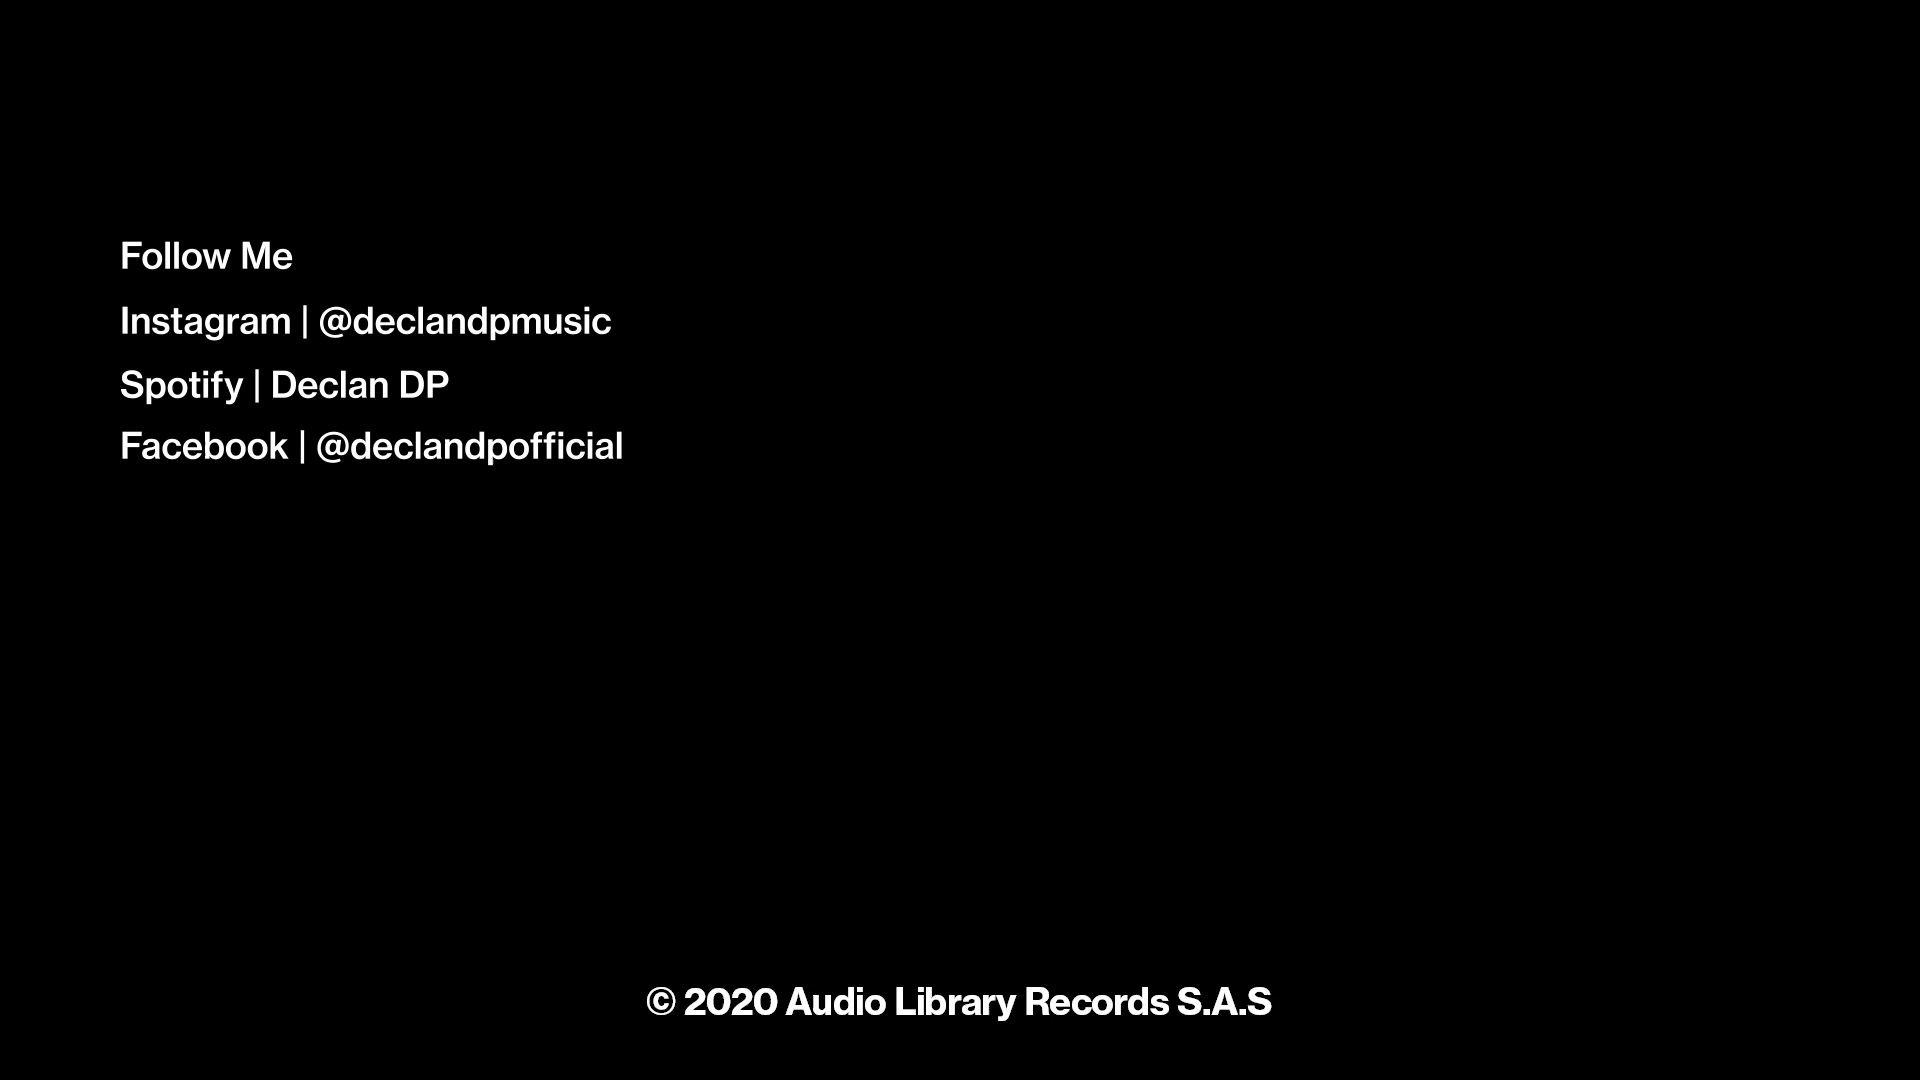 Follow Me
Instagram | @declandpmusic
Spotify | Declan DP
Facebook | @declandpofficial
© 2020 Audio Library Records S.A.S